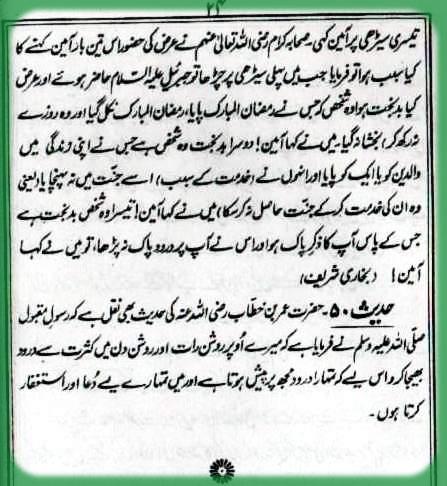 تیسری سیڑھی پر آمین کہی۔ صحابہ کرام رضی اللہ تعالیٰ عنہم نے عرض کی حضور اس تین بار آمین کہنے کا
کیا سبب ہوا تو فرمایا جب میں پہلی سیڑھی پر چڑھا تو جبرئیل علیہ السلام حاضر ہوئے اور عرض
کیا بدبخت ہوا وہ شخص کہ جس نے رمضان المبارک پایا، رمضان المبارک نکل گیا اور وہ روزے
نہ رکھ کر بخشا نہ گیا۔ میں نے کہا آمین! دوسرا بدبخت وہ شخص ہے جس نے اپنی زندگی میں
والدین کو یا ایک کو پایا اور انہوں نے (خدمت کے سبب) اسے جنت میں نہ پہنچایا (یعنی
وہ ان کی خدمت کر کے جنت حاصل نہ کر سکا) میں نے کہا آمین! تیسرا وہ شخص بدبخت ہے
جس کے پاس آپ کا ذکر پاک ہوا اور اس نے آپ پر درود پاک نہ پڑھا، تو میں نے کہا
آمین! (بخاری شریف)
حدیث ۵۰۔ حضرت عمر بن خطاب رضی اللہ عنہ کی حدیث بھی نقل ہے کہ رسول مقبول
صلی اللہ علیہ وسلم نے فرمایا ہے کہ میرے اوپر روشن رات اور روشن دن میں کثرت سے درود
بھیجا کرو اس لیے کہ تمہارا درود مجھ پر پیش ہوتا ہے اور میں تمہارے لیے دعا اور استغفار
کرتا ہوں۔